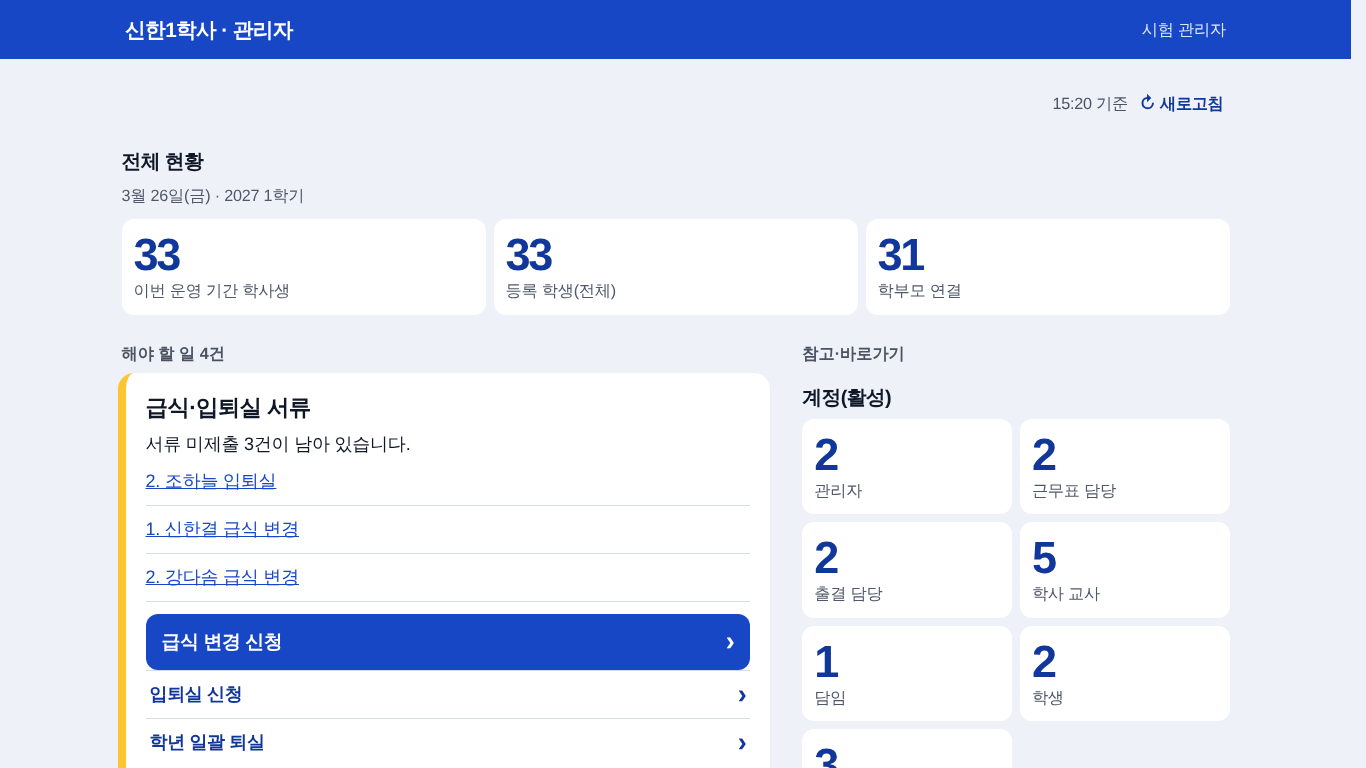 신한1학사 · 관리자
시험 관리자
15:20 기준 ↻ 새로고침
전체 현황
3월 26일(금) · 2027 1학기
33
이번 운영 기간 학사생
33
등록 학생(전체)
31
학부모 연결
해야 할 일 4건
급식·입퇴실 서류
서류 미제출 3건이 남아 있습니다.
2. 조하늘 입퇴실
1. 신한결 급식 변경
2. 강다솜 급식 변경
급식 변경 신청 ›
입퇴실 신청 ›
학년 일괄 퇴실 ›
참고·바로가기
계정(활성)
2
관리자
2
근무표 담당
2
출결 담당
5
학사 교사
1
담임
2
학생
3